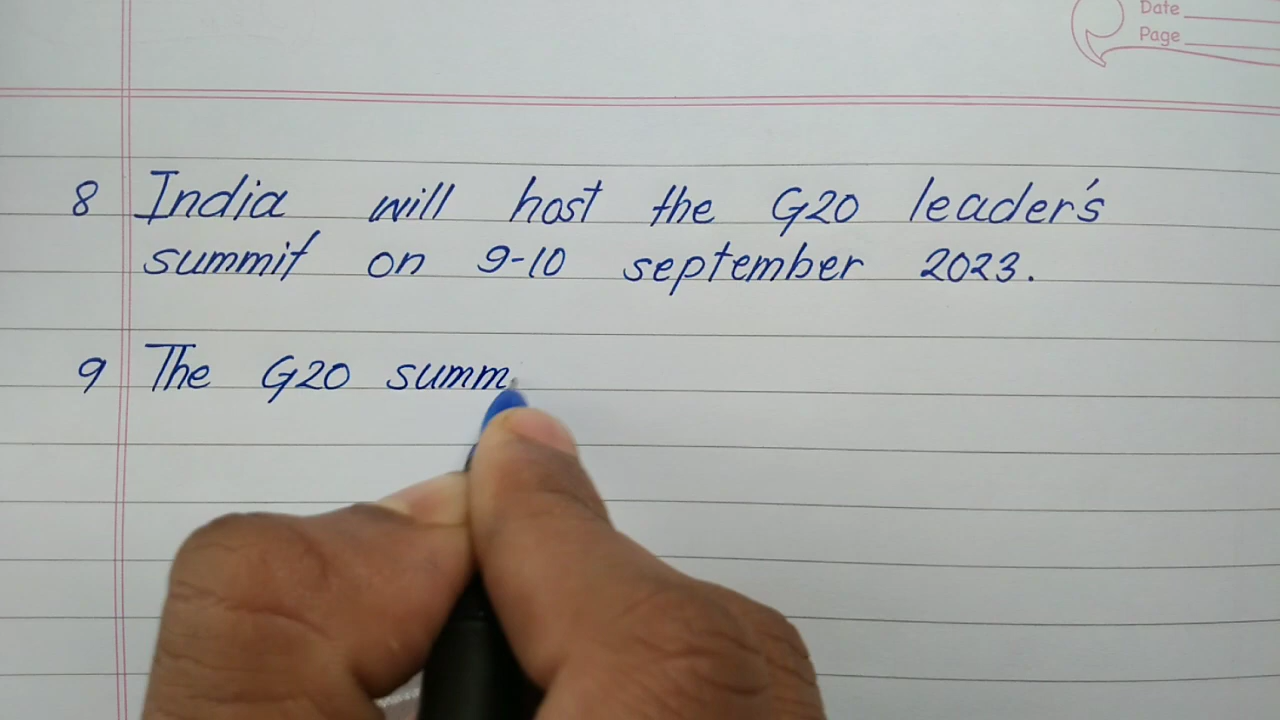 Date
Page
8 India will host the G20 leader's
summit on 9-10 september 2023.
9 The G20 summ